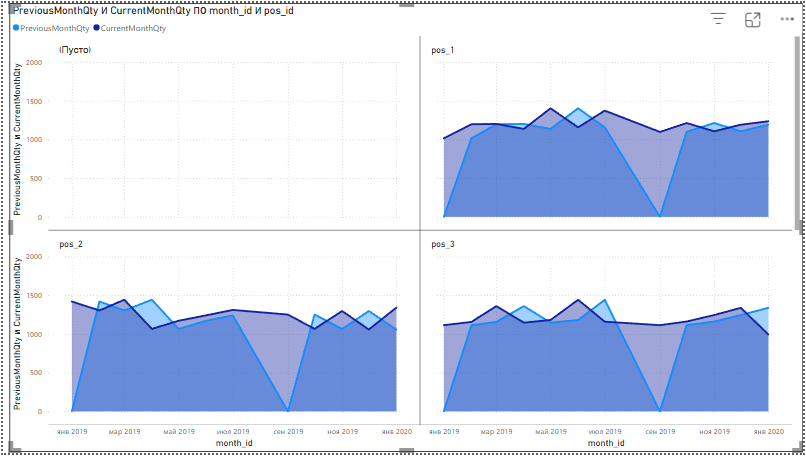 PreviousMonthQty И CurrentMonthQty ПО month_id И pos_id
PreviousMonthQty CurrentMonthQty
(Пусто)
pos_1
PreviousMonthQty и CurrentMonthQty
2000
1500
1000
500
0
pos_2
pos_3
PreviousMonthQty и CurrentMonthQty
2000
1500
1000
500
0
янв 2019 мар 2019 май 2019 июл 2019 сен 2019 ноя 2019 янв 2020
янв 2019 мар 2019 май 2019 июл 2019 сен 2019 ноя 2019 янв 2020
month_id
month_id